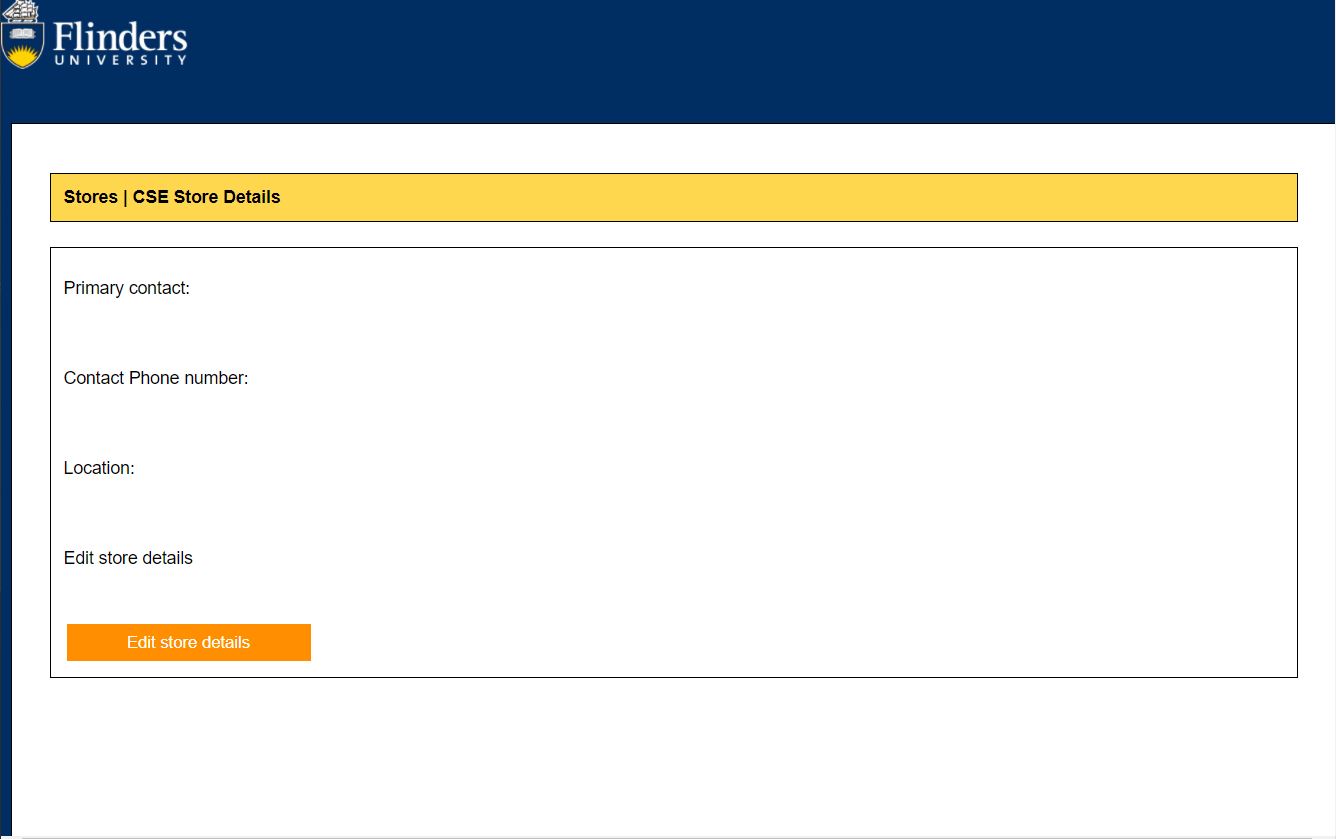 Flinders
UNIVERSITY
Stores | CSE Store Details
Primary contact:
Contact Phone number:
Location:
Edit store details
Edit store details